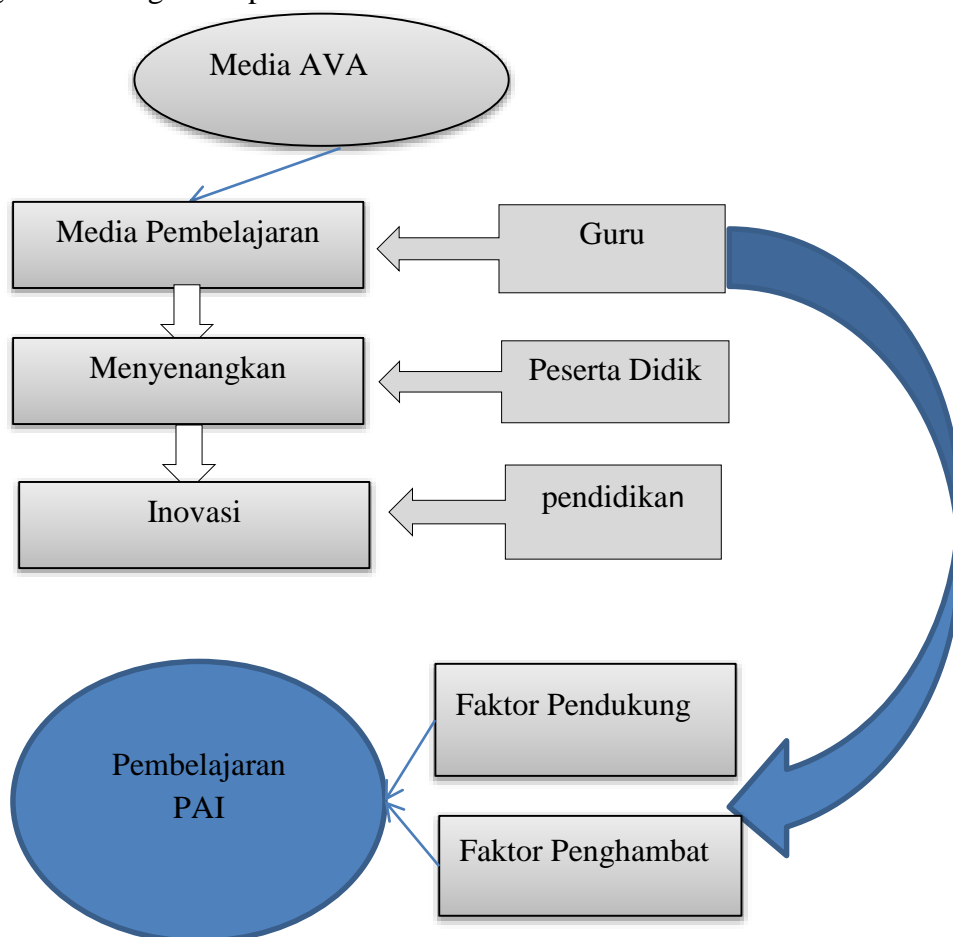 Media AVA
Media Pembelajaran
Guru
Menyenangkan
Peserta Didik
Inovasi
pendidikan
Faktor Pendukung
Pembelajaran
PAI
Faktor Penghambat